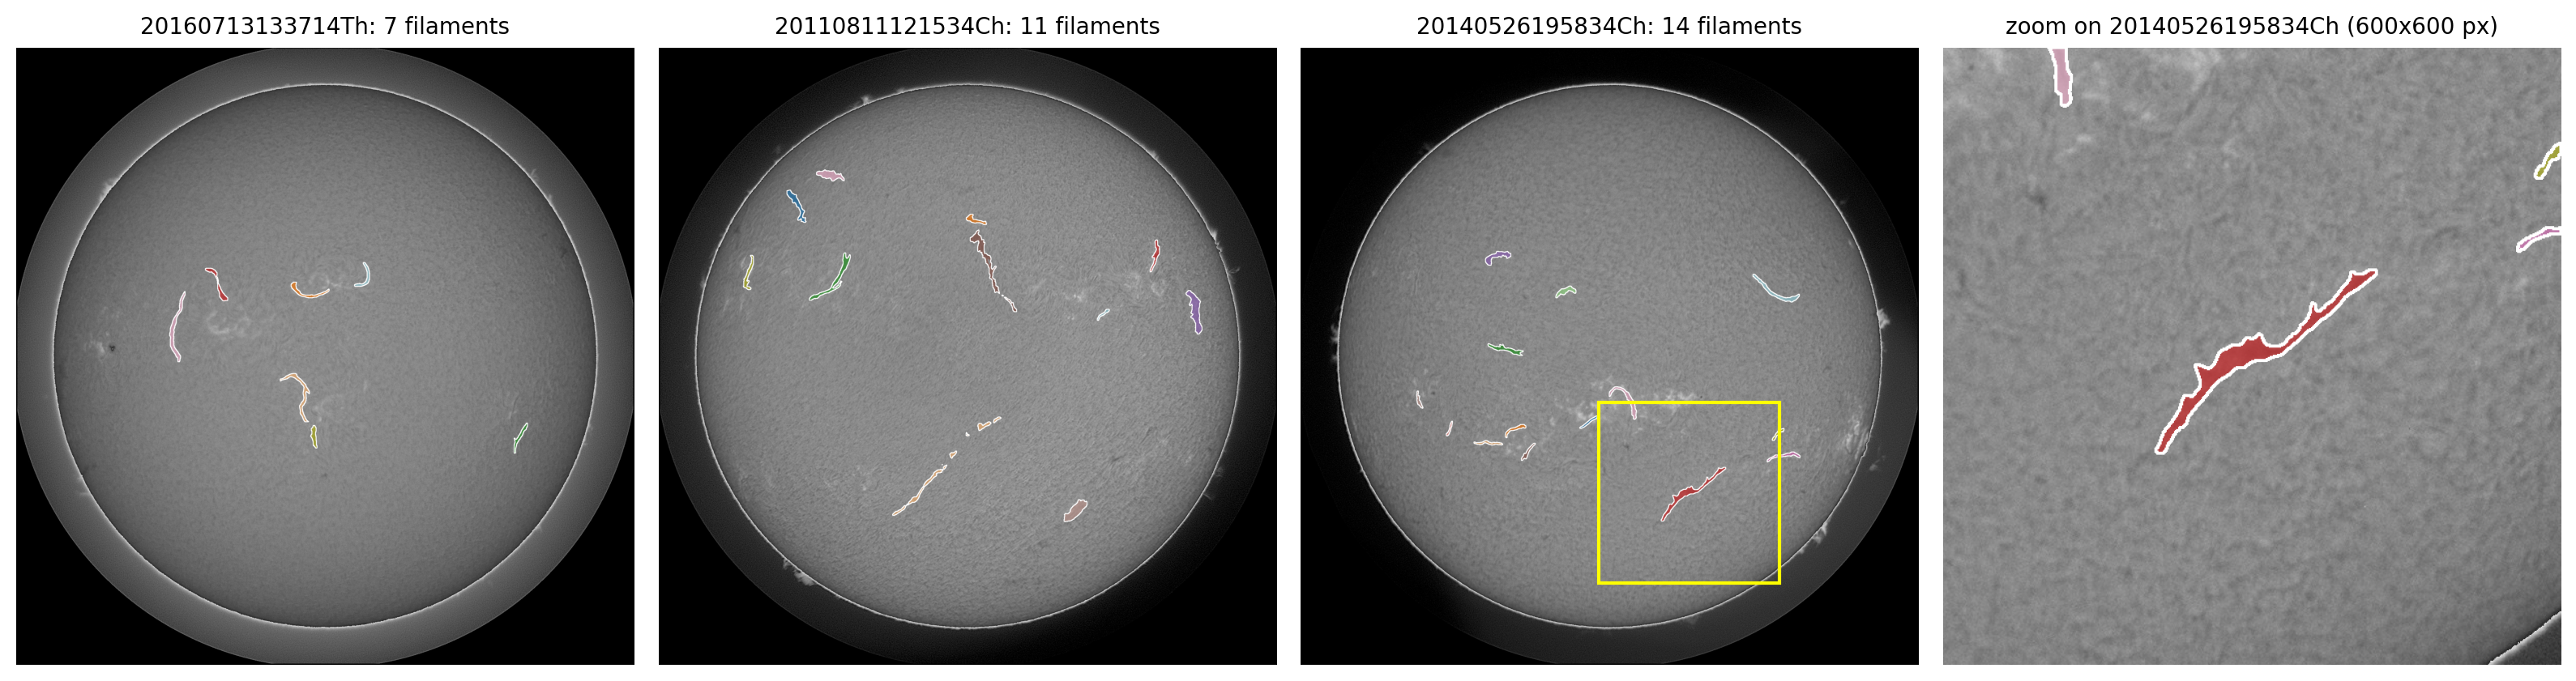 20160713133714Th: 7 filaments
20110811121534Ch: 11 filaments
20140526195834Ch: 14 filaments
zoom on 20140526195834Ch (600x600 px)